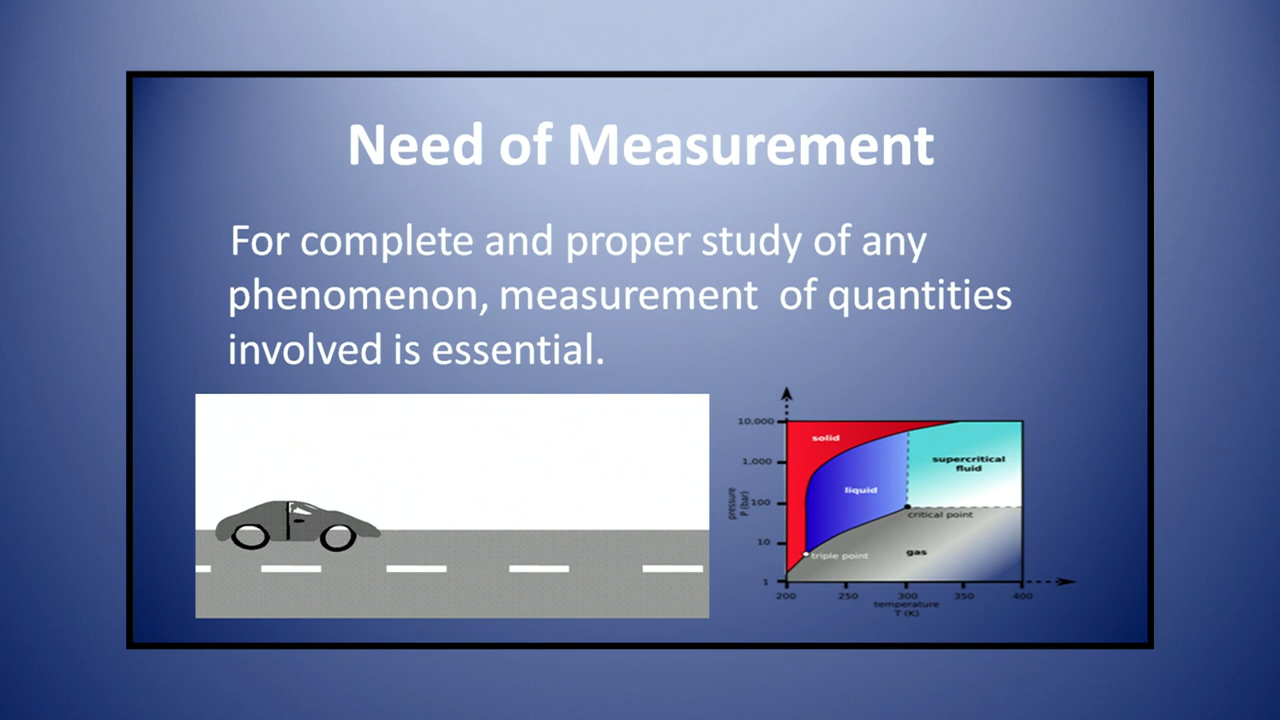 Need of Measurement
For complete and proper study of any
phenomenon, measurement of quantities
involved is essential.
10,000
1,000
100
10
1
pressure
P (bar)
solid
liquid
supercritical
fluid
critical point
triple point
gas
200
250
300
350
400
temperature
T (K)